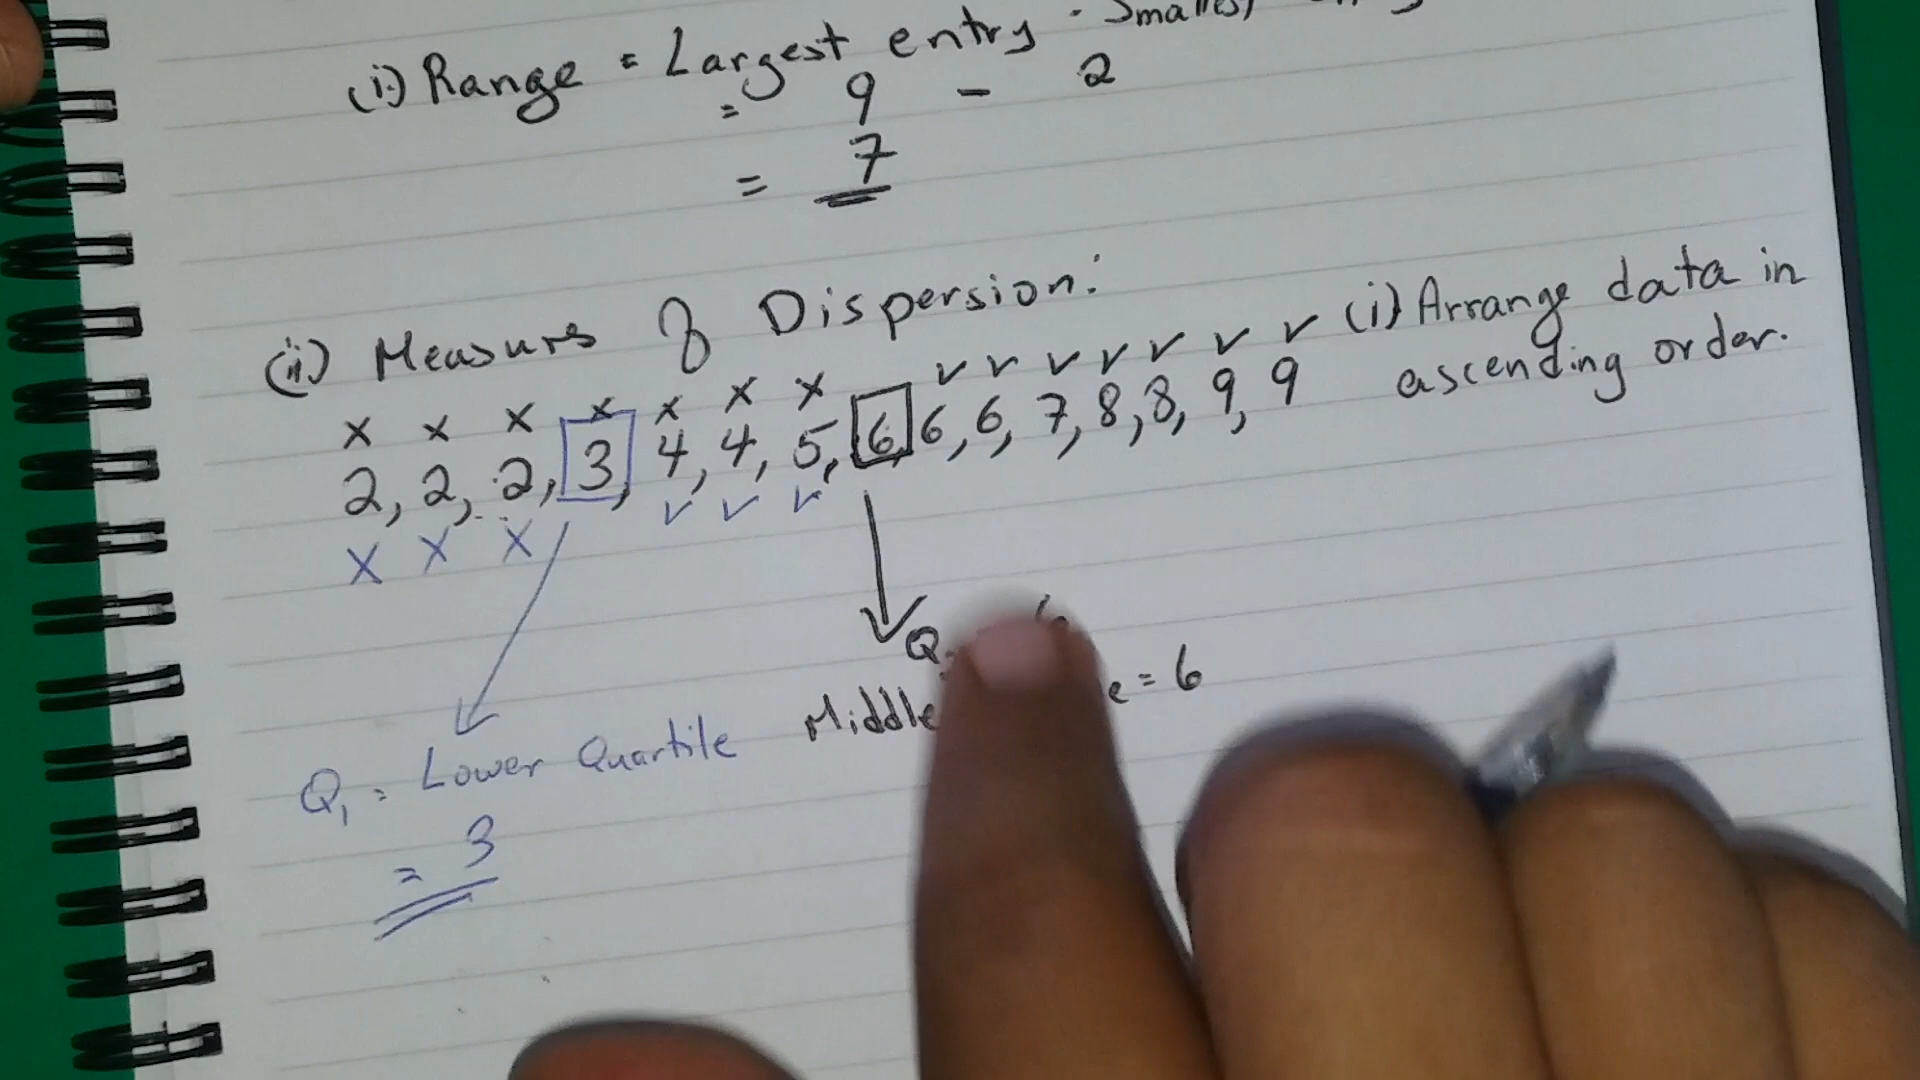 (i) Range = Largest entry - Smallest
= 9 - 2
= 7
(ii) Measures of Dispersion:
(i) Arrange data in
ascending order.
x x x x x x x ✓ ✓ ✓ ✓ ✓ ✓ ✓
2, 2, 2, 3, 4, 4, 5, 6, 6, 6, 7, 8, 8, 9, 9
x x x ✓ ✓ ✓
Q
Middle = 6
Q₁ = Lower Quartile
= 3